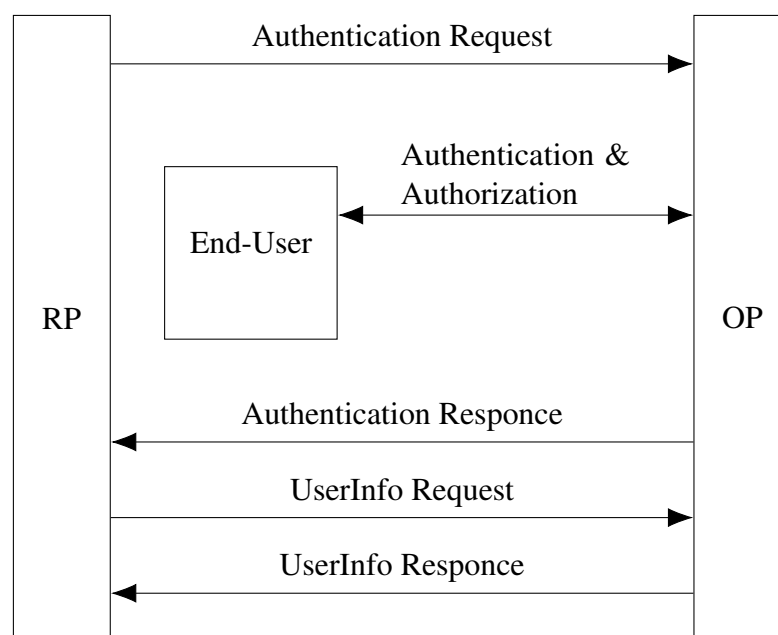 Authentication Request
Authentication &
Authorization
End-User
RP
OP
Authentication Responce
UserInfo Request
UserInfo Responce